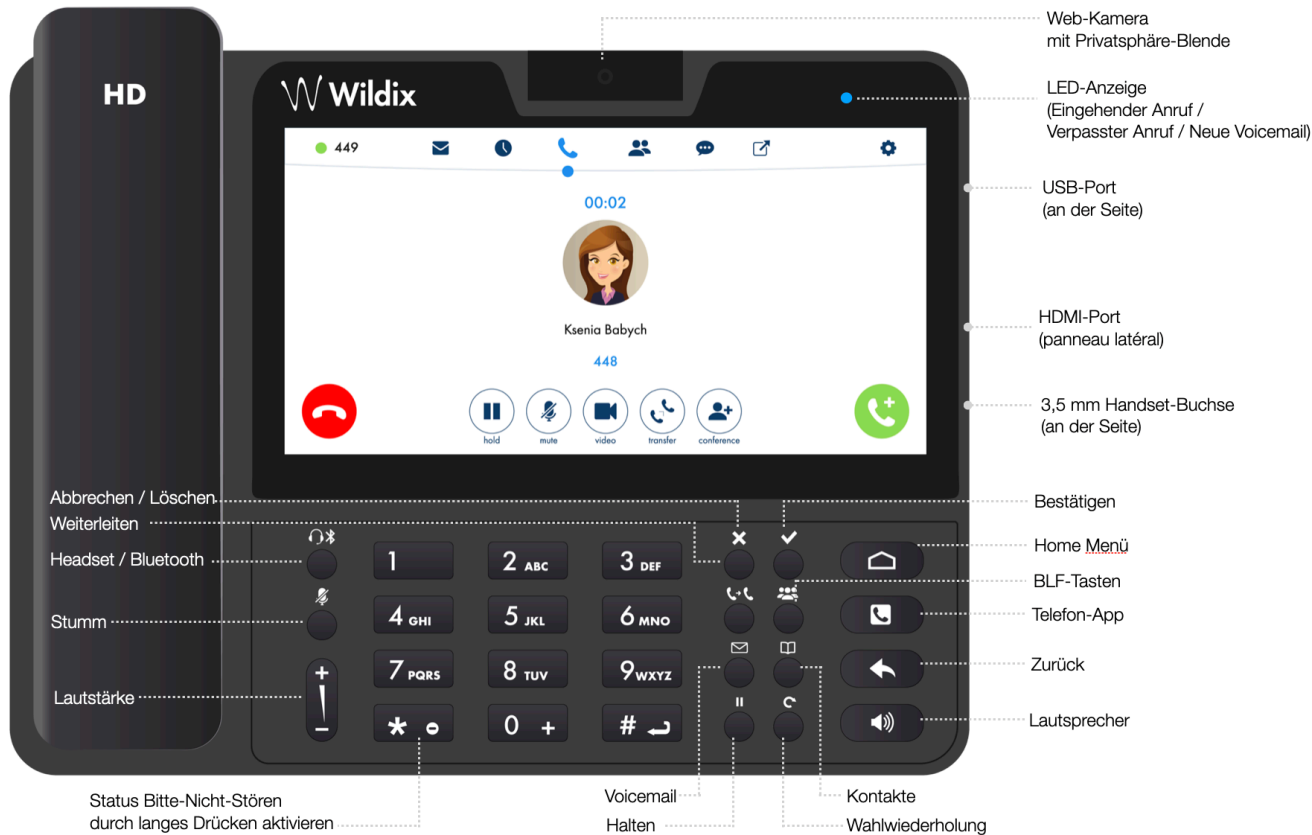 Web-Kamera
mit Privatsphäre-Blende
HD
Wildix
LED-Anzeige
(Eingehender Anruf /
Verpasster Anruf / Neue Voicemail)
449
USB-Port
(an der Seite)
00:02
Ksenia Babych
448
HDMI-Port
(panneau latéral)
3,5 mm Handset-Buchse
(an der Seite)
hold
mute
video
transfer
conference
Abbrechen / Löschen
Weiterleiten
Headset / Bluetooth
Stumm
Lautstärke
+
−
1
2 ABC
3 DEF
4 GHI
5 JKL
6 MNO
7 PQRS
8 TUV
9 WXYZ
*
0 +
#
Bestätigen
Home Menü
BLF-Tasten
Telefon-App
Zurück
Lautsprecher
Status Bitte-Nicht-Stören
durch langes Drücken aktivieren
Voicemail
Halten
Kontakte
Wahlwiederholung